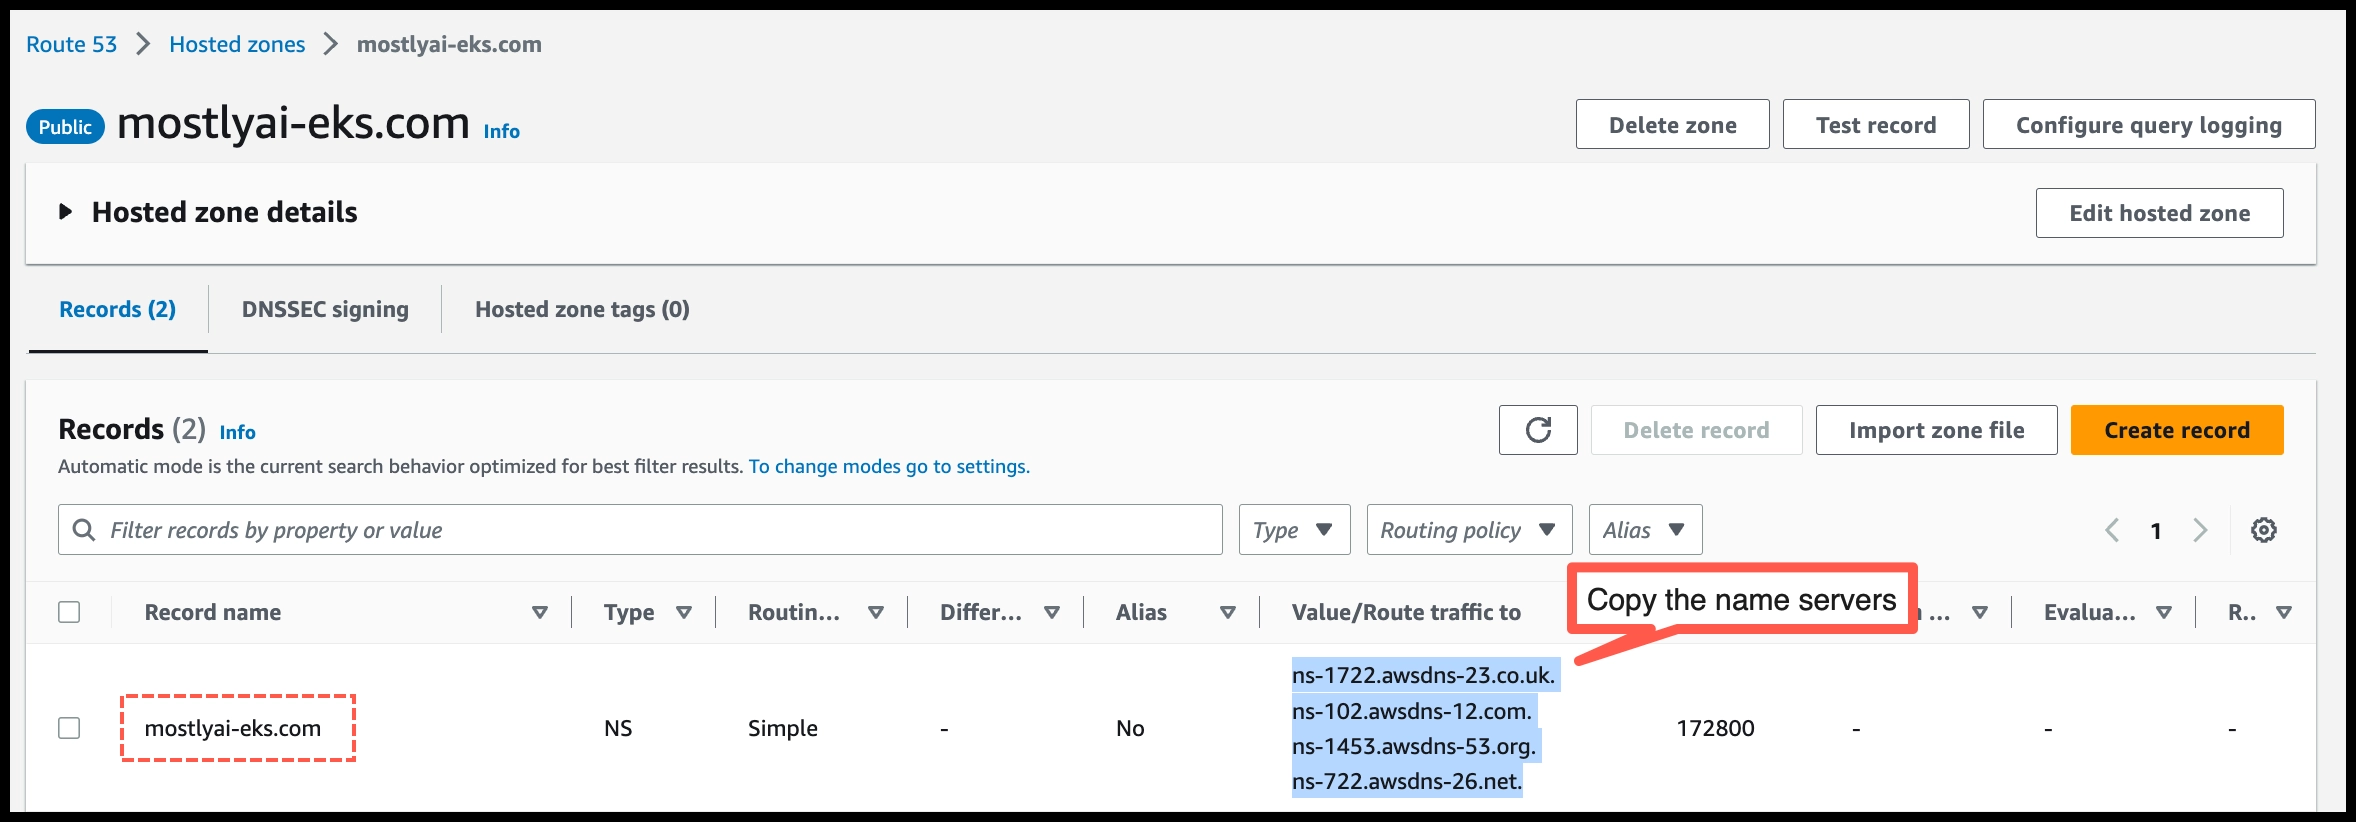 Route 53 Hosted zones mostlyai-eks.com
Public mostlyai-eks.com Info Delete zone Test record Configure query logging
Hosted zone details Edit hosted zone
Records (2) DNSSEC signing Hosted zone tags (0)
Records (2) Info Delete record Import zone file Create record
Automatic mode is the current search behavior optimized for best filter results. To change modes go to settings.
Filter records by property or value Type Routing policy Alias 1
Copy the name servers
Record name Type Routin... Differ... Alias Value/Route traffic to ... Evalua... R..
mostlyai-eks.com NS Simple - No ns-1722.awsdns-23.co.uk. 172800 - - -
ns-102.awsdns-12.com.
ns-1453.awsdns-53.org.
ns-722.awsdns-26.net.